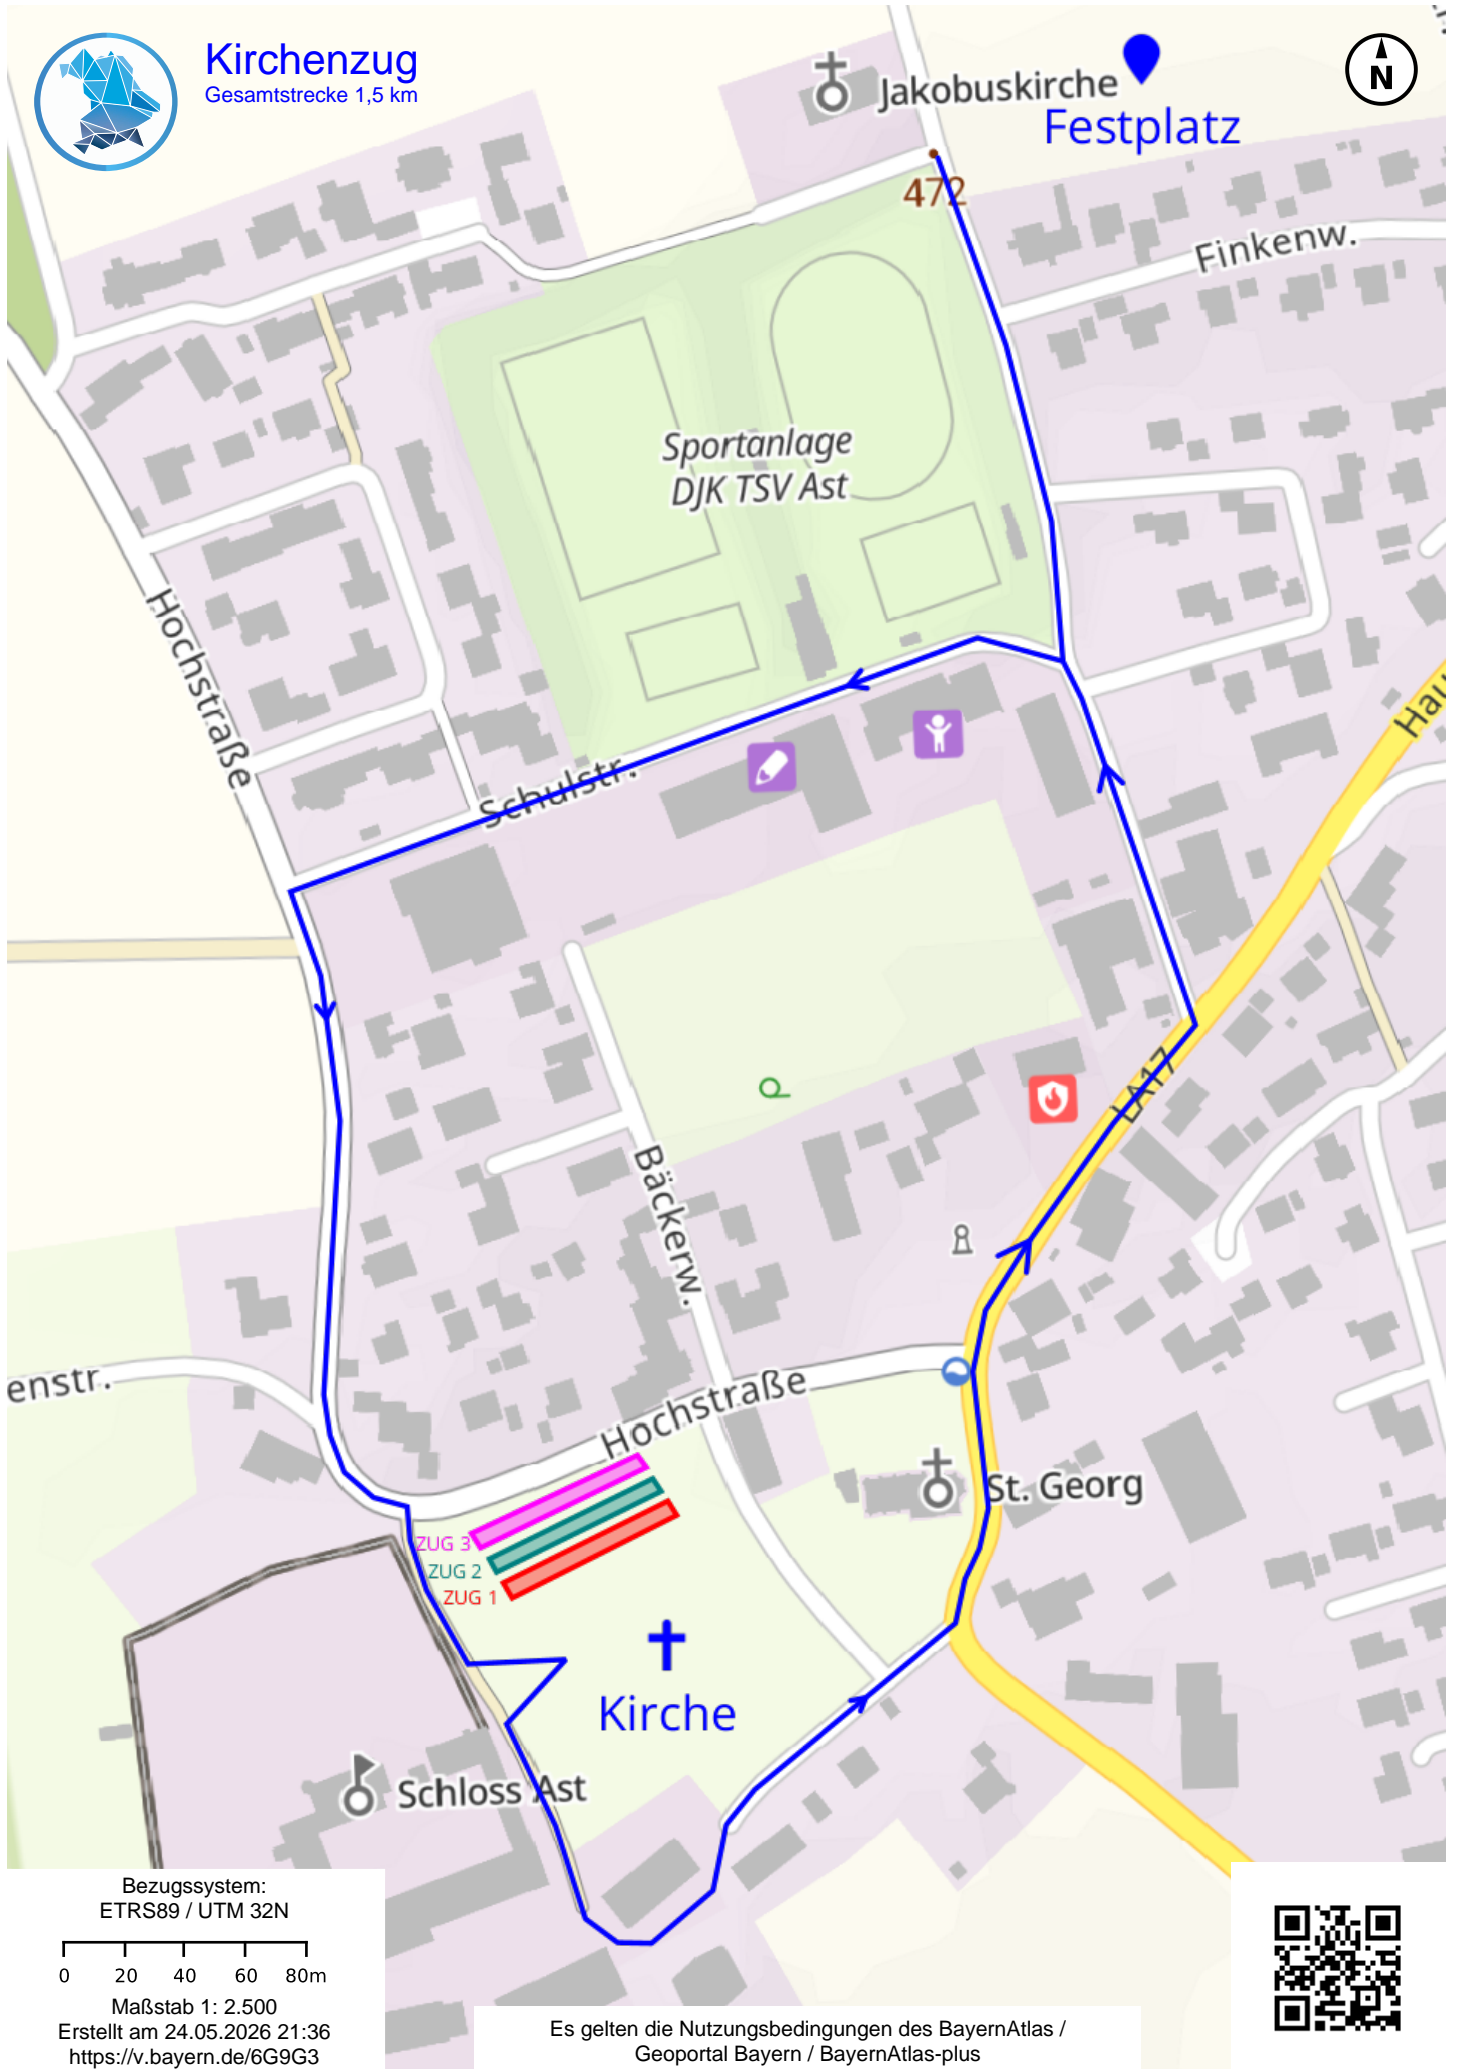 Kirchenzug
Gesamtstrecke 1,5 km
Jakobuskirche
Festplatz
N
472
Finkenw.
Sportanlage
DJK TSV Ast
Hochstraße
Hau
Schulstr.
LA17
Bäckerw.
enstr.
Hochstraße
St. Georg
ZUG 3
ZUG 2
ZUG 1
Kirche
Schloss Ast
Bezugssystem:
ETRS89 / UTM 32N
0 20 40 60 80m
Maßstab 1: 2.500
Erstellt am 24.05.2026 21:36
https://v.bayern.de/6G9G3
Es gelten die Nutzungsbedingungen des BayernAtlas /
Geoportal Bayern / BayernAtlas-plus